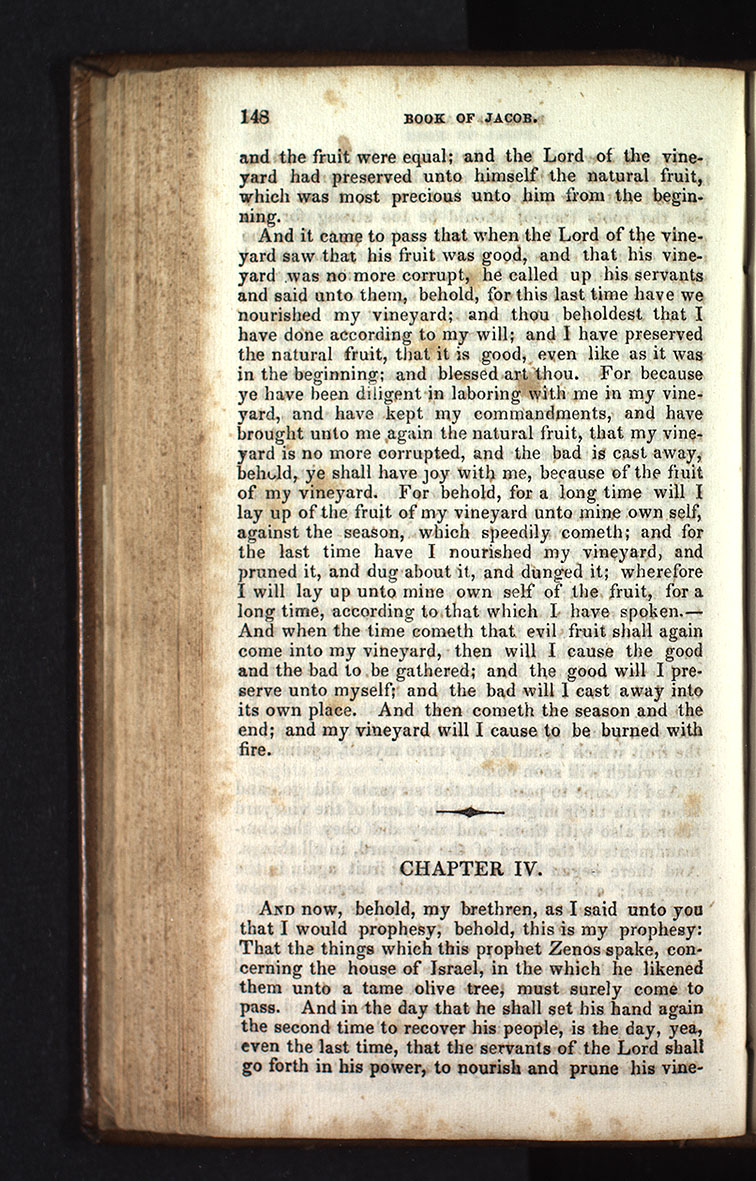 148 BOOK OF JACOB.
and the fruit were equal; and the Lord of the vine-
yard had preserved unto himself the natural fruit,
which was most precious unto him from the begin-
ning.
And it came to pass that when the Lord of the vine-
yard saw that his fruit was good, and that his vine-
yard was no more corrupt, he called up his servants
and said unto them, behold, for this last time have we
nourished my vineyard; and thou beholdest that I
have done according to my will; and I have preserved
the natural fruit, that it is good, even like as it was
in the beginning; and blessed art thou. For because
ye have been diligent in laboring with me in my vine-
yard, and have kept my commandments, and have
brought unto me again the natural fruit, that my vine-
yard is no more corrupted, and the bad is cast away,
behold, ye shall have joy with me, because of the fruit
of my vineyard. For behold, for a long time will I
lay up of the fruit of my vineyard unto mine own self,
against the season, which speedily cometh; and for
the last time have I nourished my vineyard, and
pruned it, and dug about it, and dunged it; wherefore
I will lay up unto mine own self of the fruit, for a
long time, according to that which I have spoken.—
And when the time cometh that evil fruit shall again
come into my vineyard, then will I cause the good
and the bad to be gathered; and the good will I pre-
serve unto myself; and the bad will I cast away into
its own place. And then cometh the season and the
end; and my vineyard will I cause to be burned with
fire.
CHAPTER IV.
AND now, behold, my brethren, as I said unto you
that I would prophesy, behold, this is my prophesy:
That the things which this prophet Zenos spake, con-
cerning the house of Israel, in the which he likened
them unto a tame olive tree, must surely come to
pass. And in the day that he shall set his hand again
the second time to recover his people, is the day, yea,
even the last time, that the servants of the Lord shall
go forth in his power, to nourish and prune his vine-